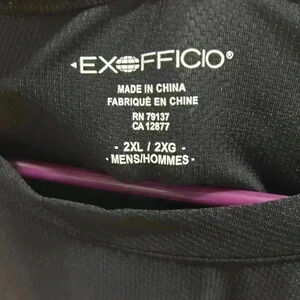 EXOFFICIO®
MADE IN CHINA
FABRIQUÉ EN CHINE
RN 79137
CA 12877
- 2XL / 2XG -
- MENS/HOMMES -